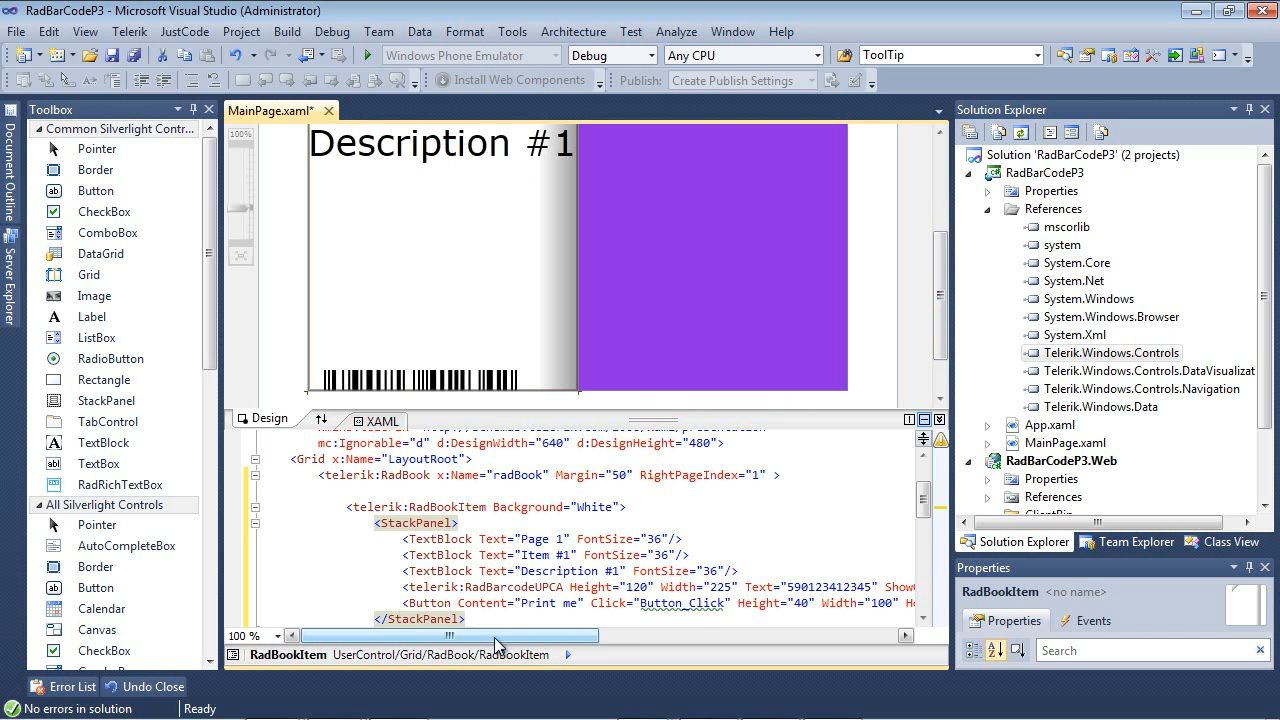 RadBarCodeP3 - Microsoft Visual Studio (Administrator)
File Edit View Telerik JustCode Project Build Debug Team Data Format Tools Architecture Test Analyze Window Help
Windows Phone Emulator Debug Any CPU ToolTip
Install Web Components Publish: Create Publish Settings
Document Outline
Server Explorer
Toolbox
Common Silverlight Contr...
Pointer
Border
Button
CheckBox
ComboBox
DataGrid
Grid
Image
Label
ListBox
RadioButton
Rectangle
StackPanel
TabControl
TextBlock
TextBox
RadRichTextBox
All Silverlight Controls
Pointer
AutoCompleteBox
Border
Button
Calendar
Canvas
CheckBox
MainPage.xaml*
100%
Description #1
Design XAML
mc:Ignorable="d" d:DesignWidth="640" d:DesignHeight="480">
<Grid x:Name="LayoutRoot">
<telerik:RadBook x:Name="radBook" Margin="50" RightPageIndex="1" >
<telerik:RadBookItem Background="White">
<StackPanel>
<TextBlock Text="Page 1" FontSize="36"/>
<TextBlock Text="Item #1" FontSize="36"/>
<TextBlock Text="Description #1" FontSize="36"/>
<telerik:RadBarcodeUPCA Height="120" Width="225" Text="590123412345" ShowC
<Button Content="Print me" Click="Button_Click" Height="40" Width="100" Ho
</StackPanel>
100 %
RadBookItem UserControl/Grid/RadBook/RadBookItem
Solution Explorer
Solution 'RadBarCodeP3' (2 projects)
RadBarCodeP3
Properties
References
mscorlib
system
System.Core
System.Net
System.Windows
System.Windows.Browser
System.Xml
Telerik.Windows.Controls
Telerik.Windows.Controls.DataVisualizat
Telerik.Windows.Controls.Navigation
Telerik.Windows.Data
App.xaml
MainPage.xaml
RadBarCodeP3.Web
Properties
References
Solution Explorer Team Explorer Class View
Properties
RadBookItem <no name>
Properties Events
Search
Error List Undo Close
No errors in solution Ready